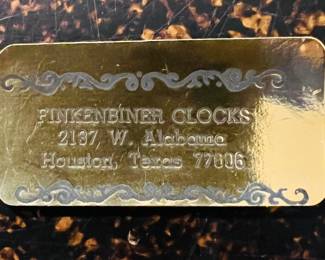 FINKENBINER CLOCKS
2137 W. Alabama
Houston, Texas 77006